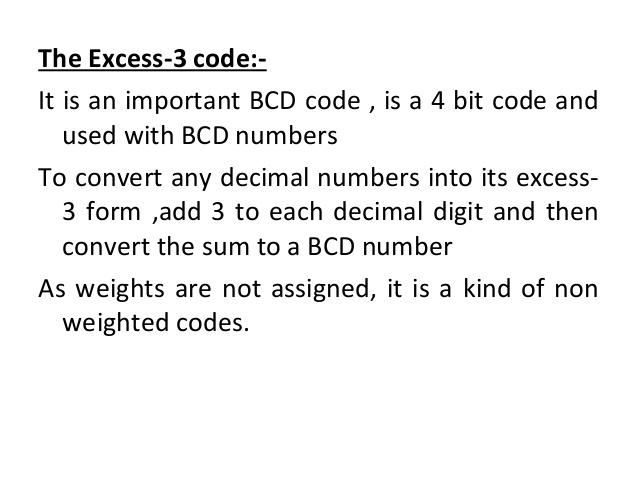 The Excess-3 code:-
It is an important BCD code , is a 4 bit code and
used with BCD numbers
To convert any decimal numbers into its excess-
3 form ,add 3 to each decimal digit and then
convert the sum to a BCD number
As weights are not assigned, it is a kind of non
weighted codes.